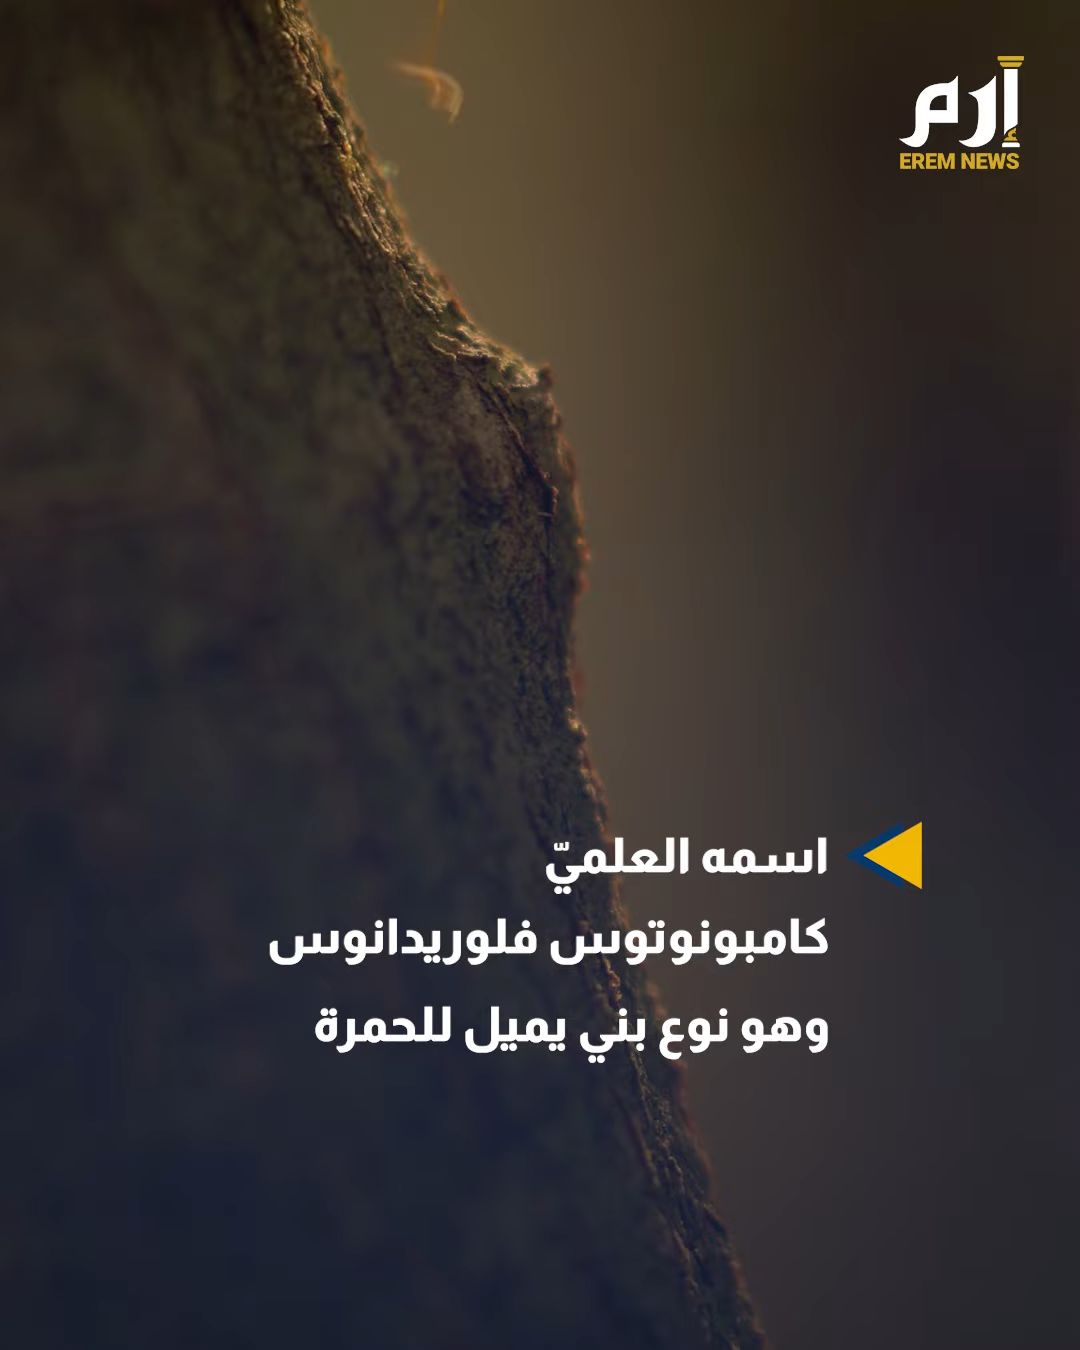 إرم
EREM NEWS
اسمه العلميّ
كامبونوتوس فلوريدانوس
وهو نوع بني يميل للحمرة